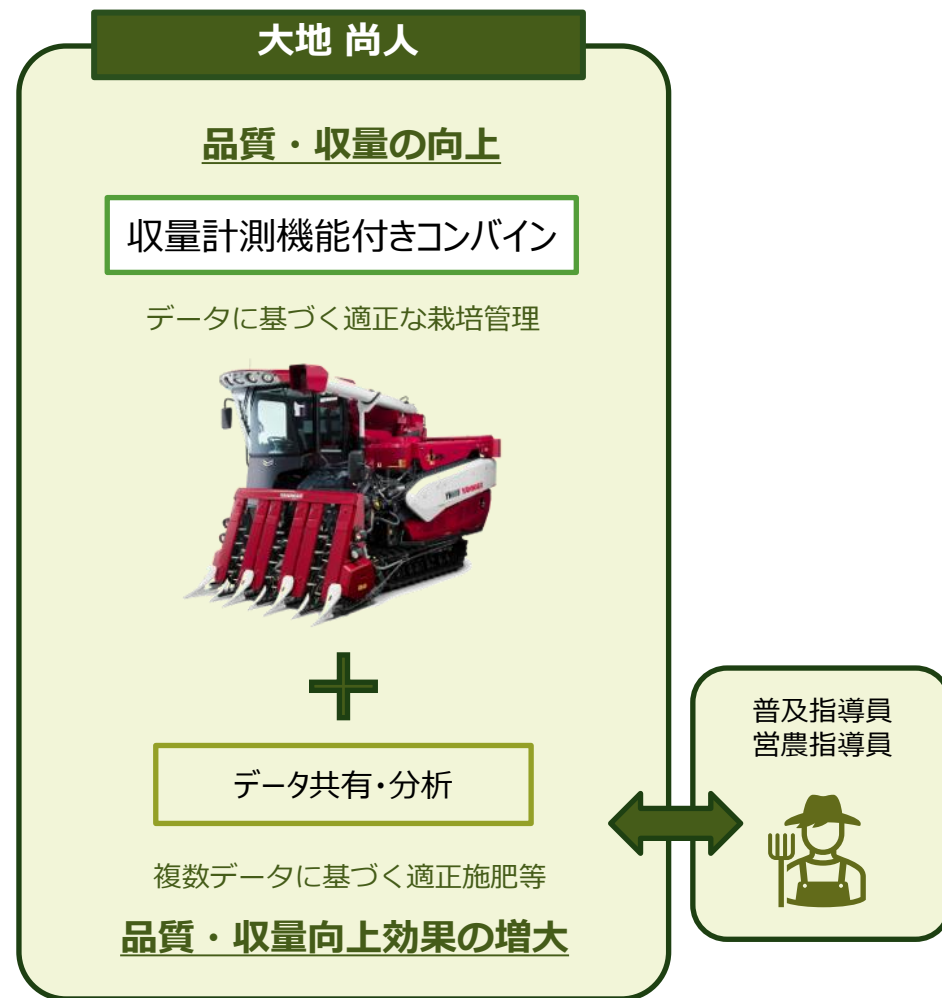 大地 尚人
品質・収量の向上
収量計測機能付きコンバイン
データに基づく適正な栽培管理
YANMAR
YANMAR
データ共有・分析
普及指導員
営農指導員
複数データに基づく適正施肥等
品質・収量向上効果の増大